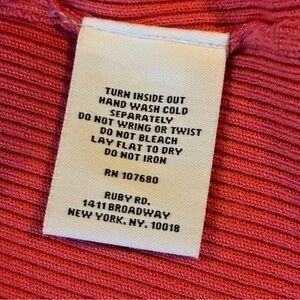 TURN INSIDE OUT
HAND WASH COLD
SEPARATELY
DO NOT WRING OR TWIST
DO NOT BLEACH
LAY FLAT TO DRY
DO NOT IRON
RN 107680
RUBY RD.
1411 BROADWAY
NEW YORK, NY. 10018